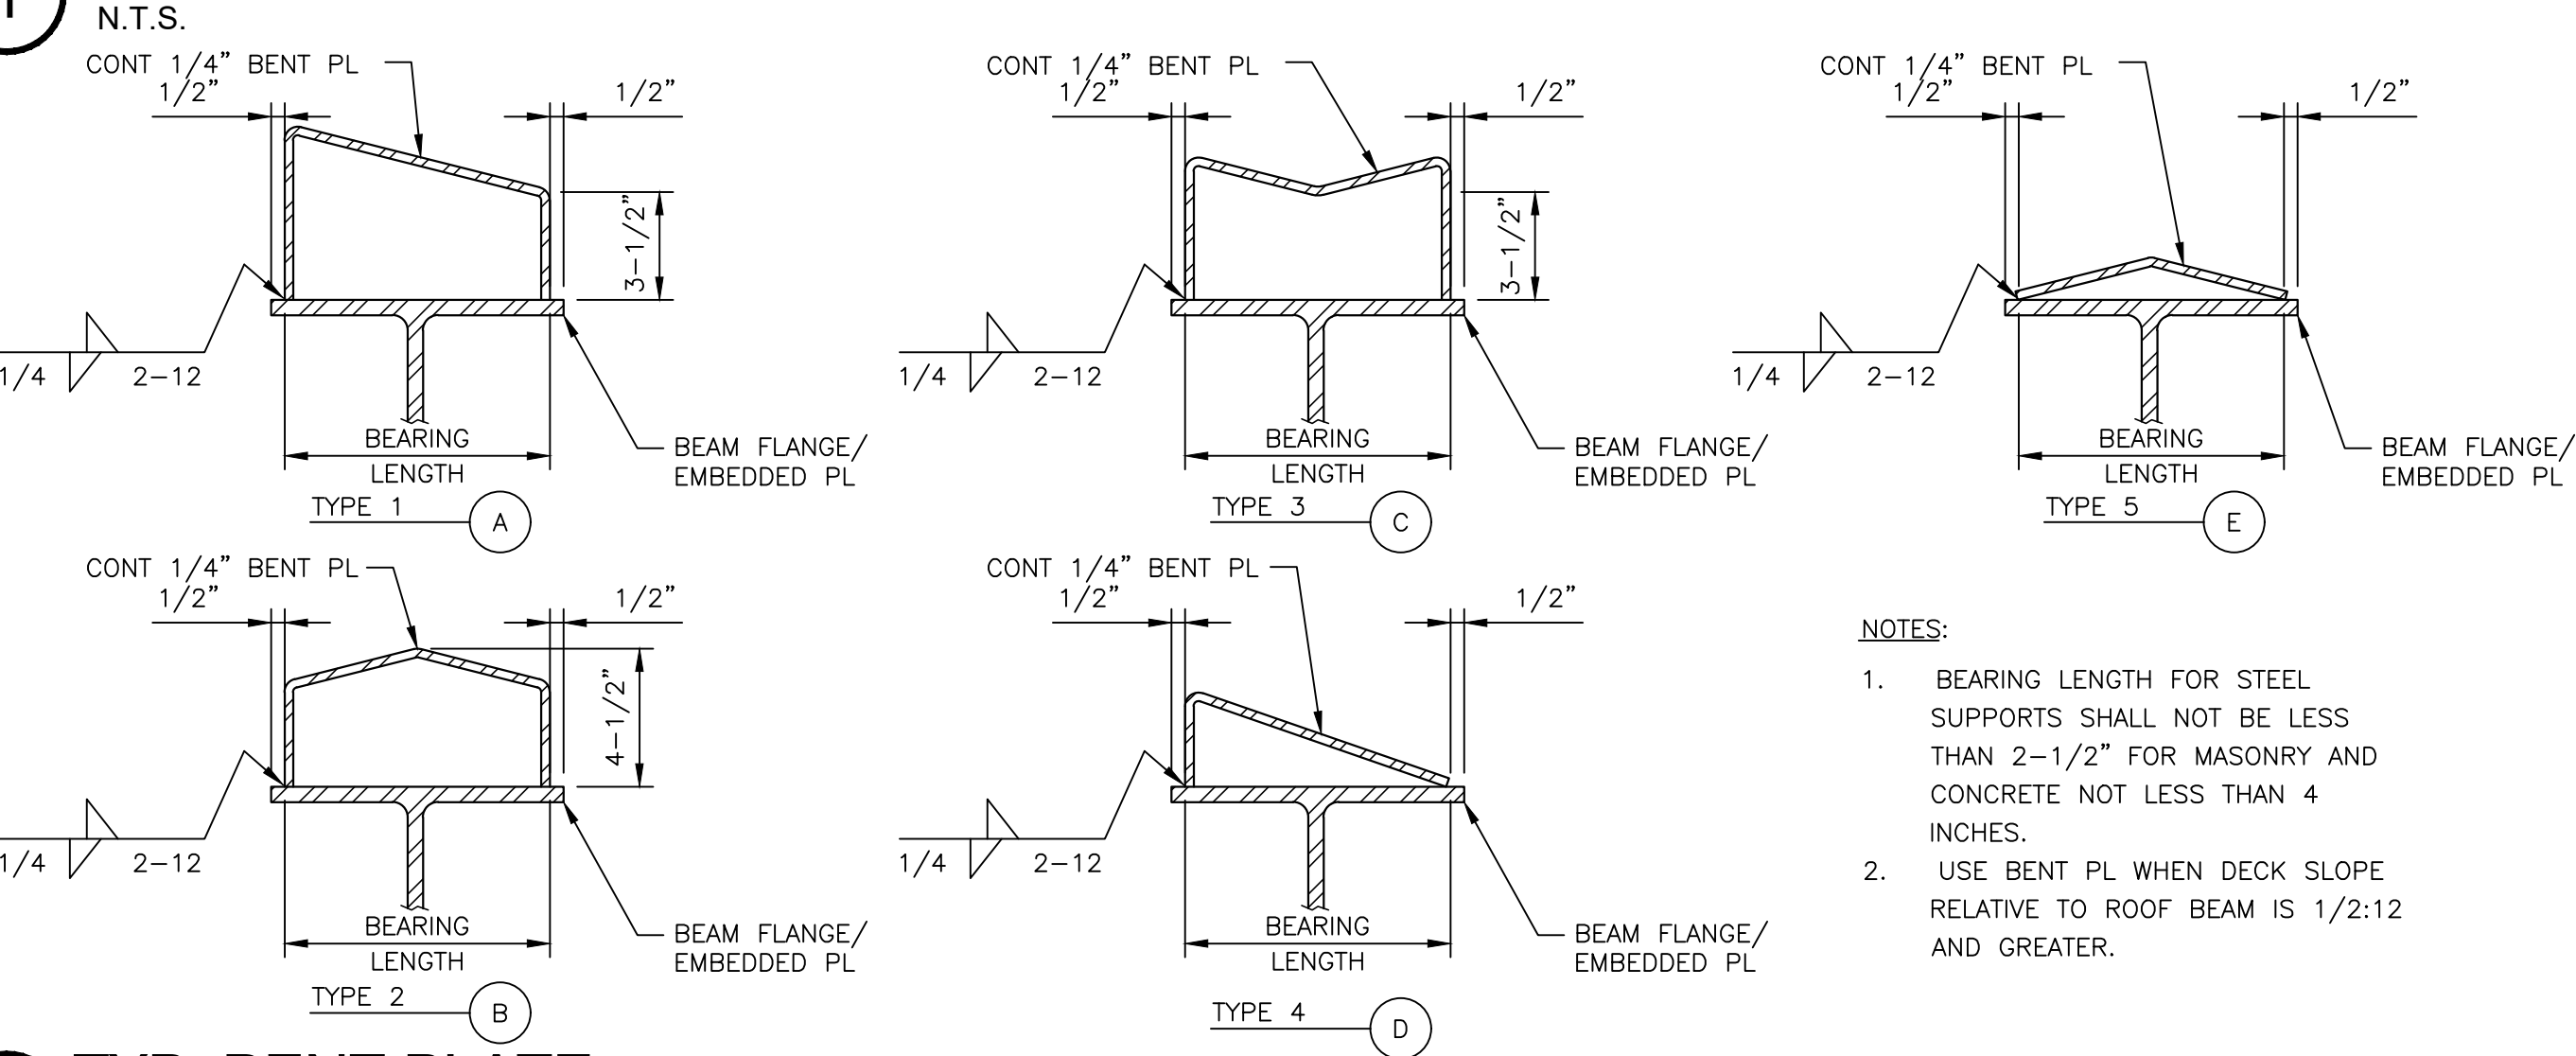 N.T.S.
CONT 1/4” BENT PL
1/2”
1/2”
3-1/2”
1/4
2-12
BEARING
LENGTH
BEAM FLANGE/
EMBEDDED PL
TYPE 1
A
CONT 1/4” BENT PL
1/2”
1/2”
3-1/2”
1/4
2-12
BEARING
LENGTH
BEAM FLANGE/
EMBEDDED PL
TYPE 3
C
CONT 1/4” BENT PL
1/2”
1/2”
1/4
2-12
BEARING
LENGTH
BEAM FLANGE/
EMBEDDED PL
TYPE 5
E
CONT 1/4” BENT PL
1/2”
1/2”
4-1/2”
1/4
2-12
BEARING
LENGTH
BEAM FLANGE/
EMBEDDED PL
TYPE 2
B
CONT 1/4” BENT PL
1/2”
1/2”
1/4
2-12
BEARING
LENGTH
BEAM FLANGE/
EMBEDDED PL
TYPE 4
D
NOTES:
1. BEARING LENGTH FOR STEEL
SUPPORTS SHALL NOT BE LESS
THAN 2-1/2” FOR MASONRY AND
CONCRETE NOT LESS THAN 4
INCHES.
2. USE BENT PL WHEN DECK SLOPE
RELATIVE TO ROOF BEAM IS 1/2:12
AND GREATER.